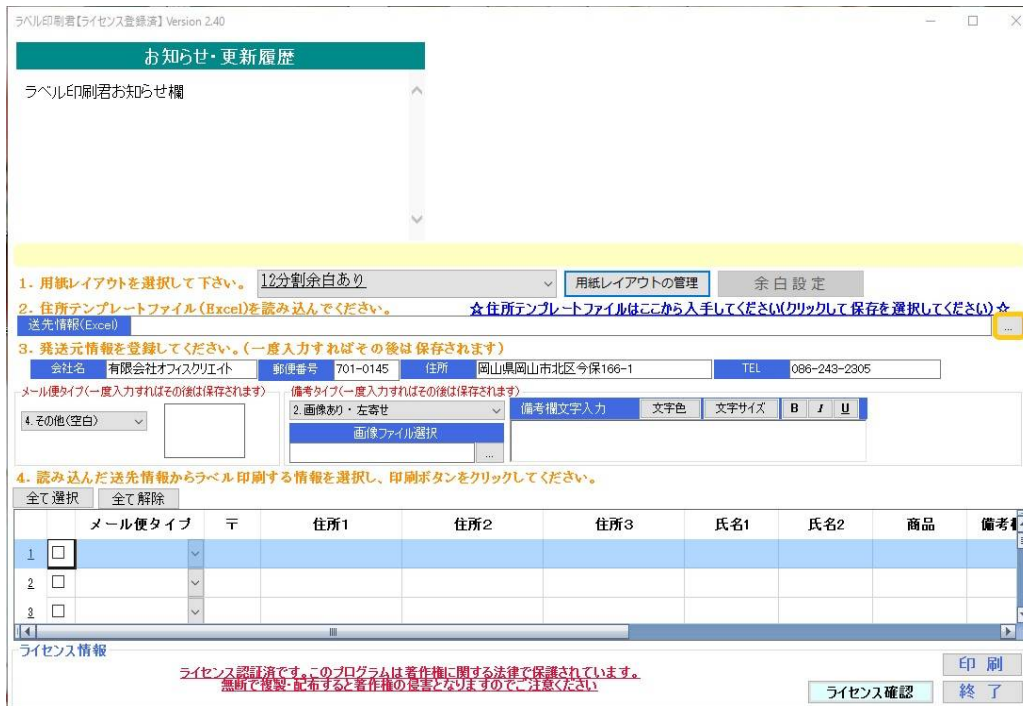 ラベル印刷君【ライセンス登録済】 Version 2.40
お知らせ・更新履歴
ラベル印刷君お知らせ欄
1. 用紙レイアウトを選択して下さい。 12分割余白あり 用紙レイアウトの管理 余白設定
2. 住所テンプレートファイル(Excel)を読み込んでください。 ☆住所テンプレートファイルはここから入手してください(クリックして保存を選択してください)☆
送先情報(Excel) ...
3. 発送元情報を登録してください。(一度入力すればその後は保存されます)
会社名 有限会社オフィスクリエイト 郵便番号 701-0145 住所 岡山県岡山市北区今保166-1 TEL 086-243-2305
メール便タイプ(一度入力すればその後は保存されます) 備考タイプ(一度入力すればその後は保存されます)
4.その他(空白) 2.画像あり・左寄せ 備考欄文字入力 文字色 文字サイズ B I U
画像ファイル選択
...
4. 読み込んだ送先情報からラベル印刷する情報を選択し、印刷ボタンをクリックしてください。
全て選択 全て解除
メール便タイプ 〒 住所1 住所2 住所3 氏名1 氏名2 商品 備考
1
2
3
ライセンス情報
ライセンス認証済です。このプログラムは著作権に関する法律で保護されています。
無断で複製・配布すると著作権の侵害となりますのでご注意ください
印刷
ライセンス確認 終了